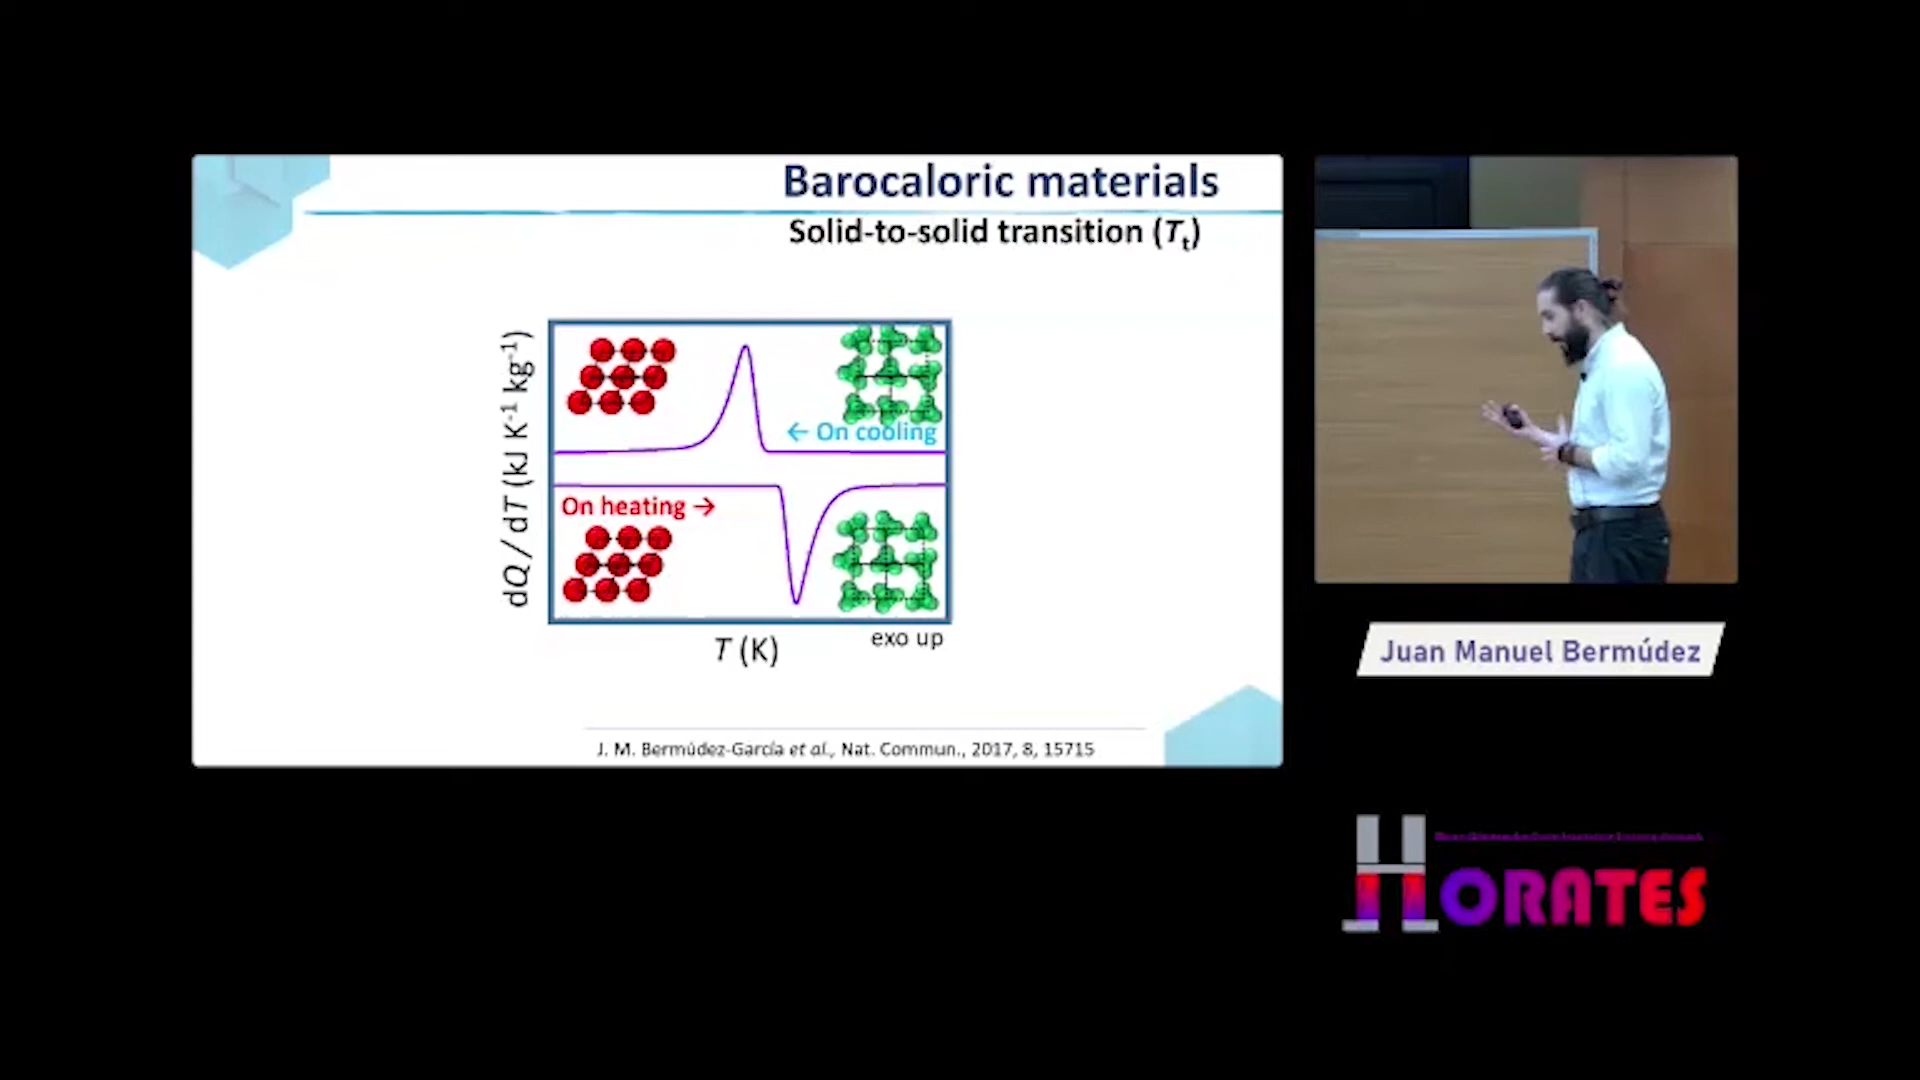 Barocaloric materials
Solid-to-solid transition (Tt)
dQ / dT (kJ K-1 kg-1)
← On cooling
On heating →
T (K)
exo up
J. M. Bermúdez-García et al., Nat. Commun., 2017, 8, 15715
Juan Manuel Bermúdez
HORATES